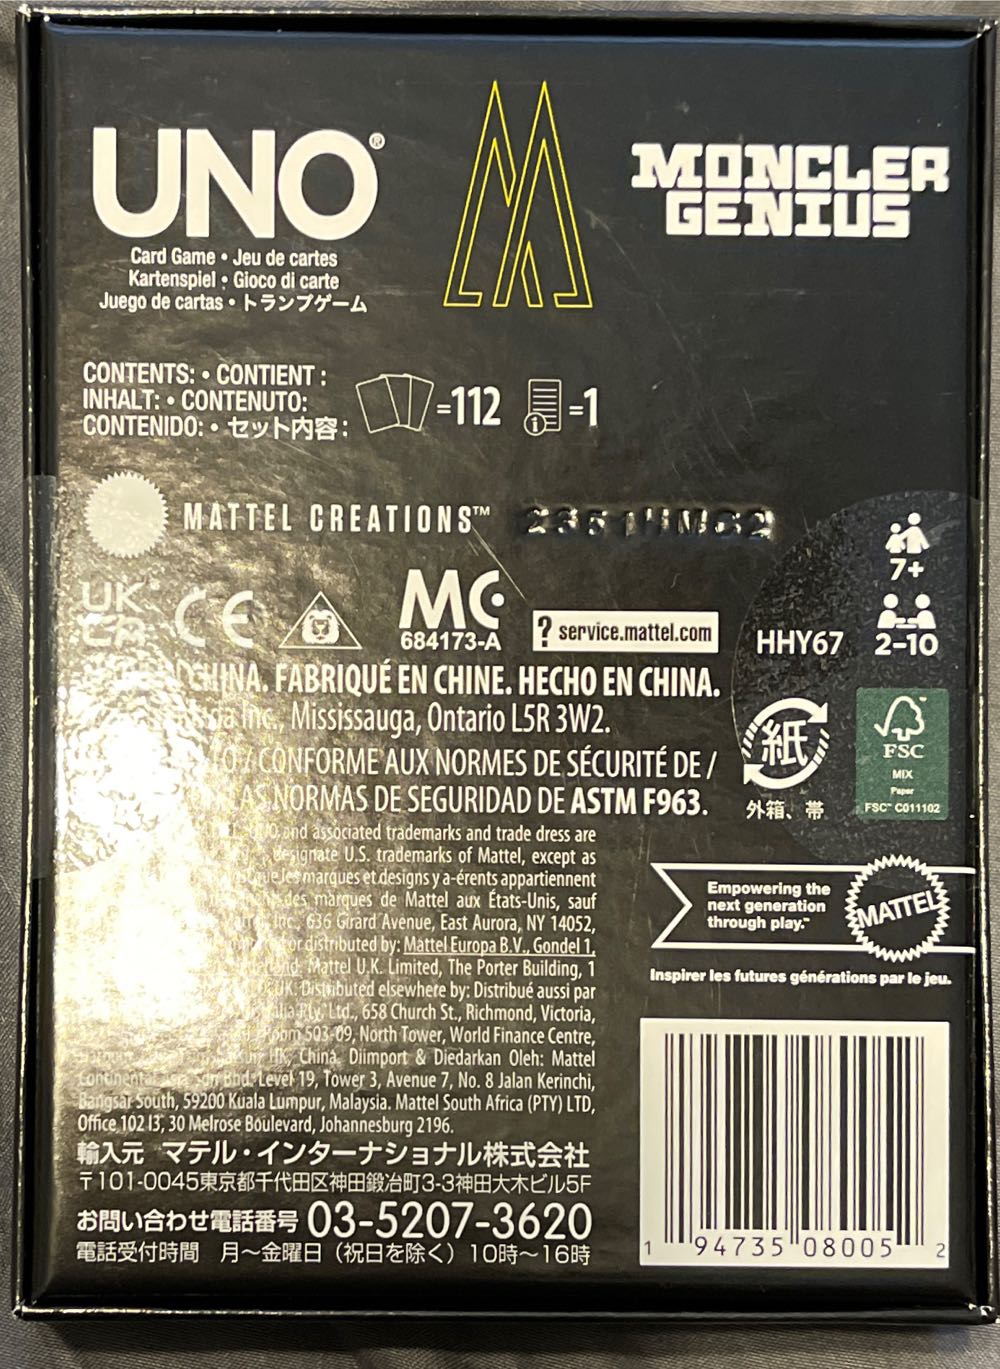 UNO®
Card Game • Jeu de cartes
Kartenspiel • Gioco di carte
Juego de cartas • トランプゲーム
MONCLER
GENIUS
CONTENTS: • CONTIENT :
INHALT: • CONTENUTO:
CONTENIDO: • セット内容:
=112
=1
MATTEL CREATIONS™
UK
CA
CE
MC
684173-A
? service.mattel.com
HHY67
7+
2-10
CHINA. FABRIQUÉ EN CHINE. HECHO EN CHINA.
Inc., Mississauga, Ontario L5R 3W2.
/ CONFORME AUX NORMES DE SÉCURITÉ DE /
LAS NORMAS DE SEGURIDAD DE ASTM F963.
紙
外箱、帯
FSC
MIX
Paper
FSC™ C011102
and associated trademarks and trade dress are
designate U.S. trademarks of Mattel, except as
les marques et designs y a-érents appartiennent
des marques de Mattel aux États-Unis, sauf
Inc., 636 Girard Avenue, East Aurora, NY 14052,
or distributed by: Mattel Europa B.V., Gondel 1,
Mattel U.K. Limited, The Porter Building, 1
UK. Distributed elsewhere by: Distribué aussi par
Pty. Ltd., 658 Church St., Richmond, Victoria,
Room 503-09, North Tower, World Finance Centre,
HK, China. Diimport & Diedarkan Oleh: Mattel
Continental Asia Sdn Bhd. Level 19, Tower 3, Avenue 7, No. 8 Jalan Kerinchi,
Bangsar South, 59200 Kuala Lumpur, Malaysia. Mattel South Africa (PTY) LTD,
Office 102 I3, 30 Melrose Boulevard, Johannesburg 2196.
輸入元 マテル・インターナショナル株式会社
〒101-0045東京都千代田区神田鍛冶町3-3神田大木ビル5F
お問い合わせ電話番号 03-5207-3620
電話受付時間 月〜金曜日（祝日を除く）10時〜16時
Empowering the
next generation
through play.™
MATTEL
Inspirer les futures générations par le jeu.
1 94735 08005 2